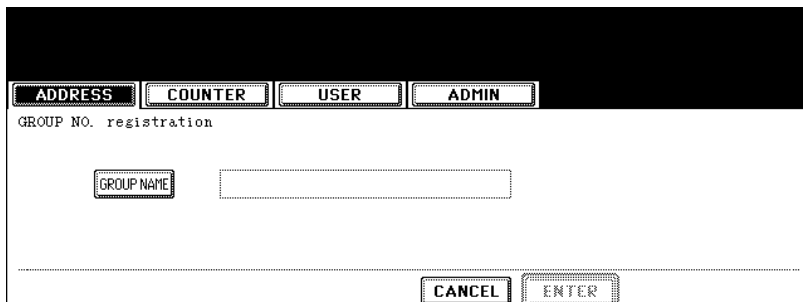 ADDRESS COUNTER USER ADMIN
GROUP NO. registration
GROUP NAME
CANCEL ENTER